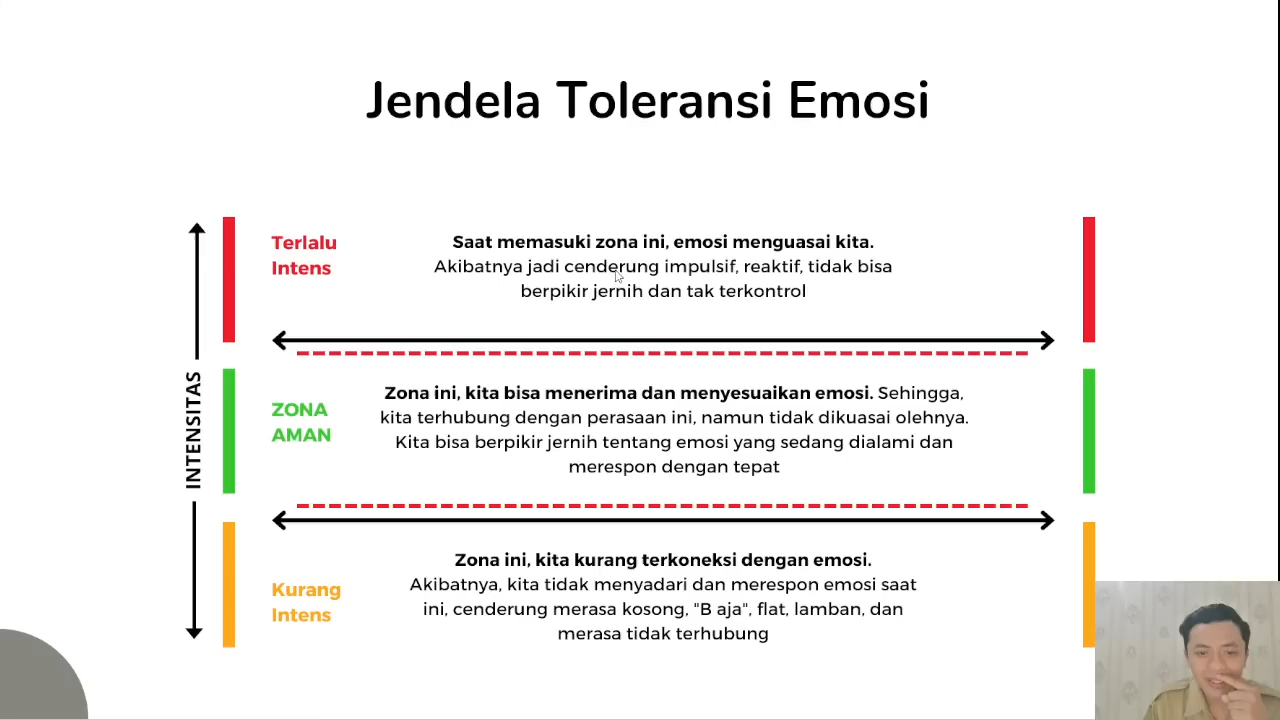 Jendela Toleransi Emosi
Terlalu
Intens
Saat memasuki zona ini, emosi menguasai kita.
Akibatnya jadi cenderung impulsif, reaktif, tidak bisa
berpikir jernih dan tak terkontrol
INTENSITAS
ZONA
AMAN
Zona ini, kita bisa menerima dan menyesuaikan emosi. Sehingga,
kita terhubung dengan perasaan ini, namun tidak dikuasai olehnya.
Kita bisa berpikir jernih tentang emosi yang sedang dialami dan
merespon dengan tepat
Kurang
Intens
Zona ini, kita kurang terkoneksi dengan emosi.
Akibatnya, kita tidak menyadari dan merespon emosi saat
ini, cenderung merasa kosong, "B aja", flat, lamban, dan
merasa tidak terhubung